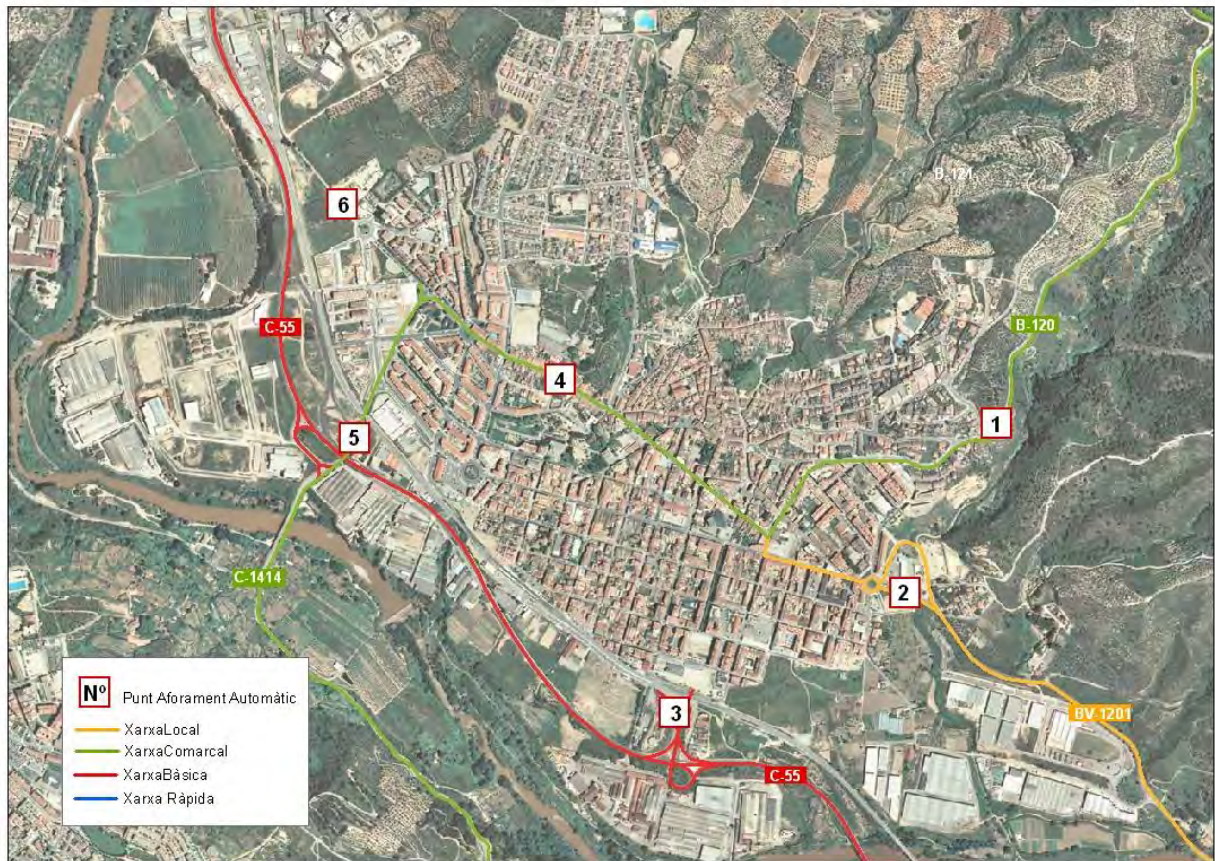 6
B-121
C-55
B-120
4
1
5
C-1414
2
3
BV-1201
C-55
Nº Punt Aforament Automàtic
XarxaLocal
XarxaComarcal
XarxaBàsica
Xarxa Ràpida